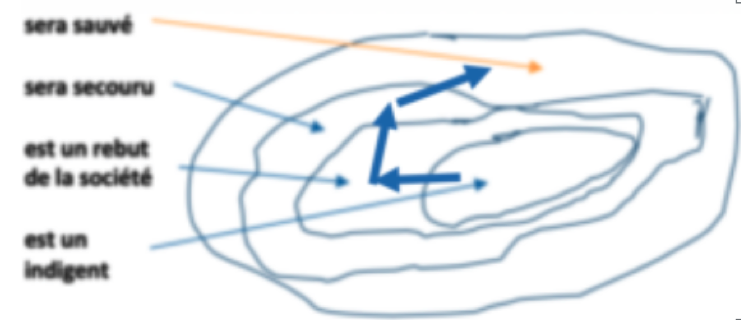 sera sauvé
sera secouru
est un rebut
de la société
est un
indigent